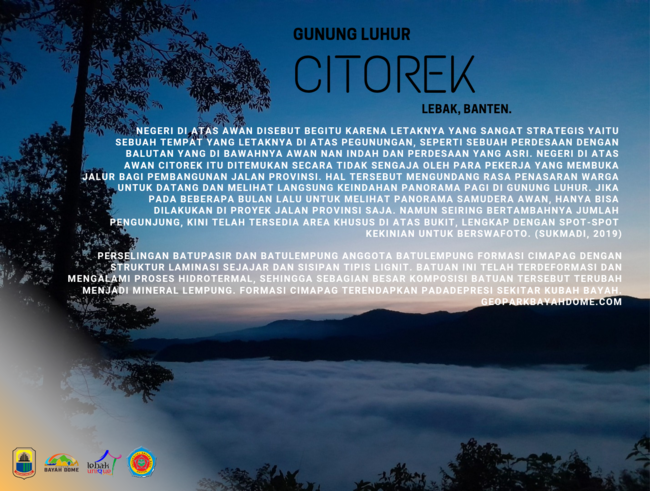 GUNUNG LUHUR
CITOREK
LEBAK, BANTEN.
NEGERI DI ATAS AWAN DISEBUT BEGITU KARENA LETAKNYA YANG SANGAT STRATEGIS YAITU
SEBUAH TEMPAT YANG LETAKNYA DI ATAS PEGUNUNGAN, SEPERTI SEBUAH PERDESAAN DENGAN
BALUTAN YANG DI BAWAHNYA AWAN NAN INDAH DAN PERDESAAN YANG ASRI. NEGERI DI ATAS
AWAN CITOREK ITU DITEMUKAN SECARA TIDAK SENGAJA OLEH PARA PEKERJA YANG MEMBUKA
JALUR BAGI PEMBANGUNAN JALAN PROVINSI. HAL TERSEBUT MENGUNDANG RASA PENASARAN WARGA
UNTUK DATANG DAN MELIHAT LANGSUNG KEINDAHAN PANORAMA PAGI DI GUNUNG LUHUR. JIKA
PADA BEBERAPA BULAN LALU UNTUK MELIHAT PANORAMA SAMUDERA AWAN, HANYA BISA
DILAKUKAN DI PROYEK JALAN PROVINSI SAJA. NAMUN SEIRING BERTAMBAHNYA JUMLAH
PENGUNJUNG, KINI TELAH TERSEDIA AREA KHUSUS DI ATAS BUKIT, LENGKAP DENGAN SPOT-SPOT
KEKINIAN UNTUK BERSWAFOTO. (SUKMADI, 2019)
PERSELINGAN BATUPASIR DAN BATULEMPUNG ANGGOTA BATULEMPUNG FORMASI CIMAPAG DENGAN
STRUKTUR LAMINASI SEJAJAR DAN SISIPAN TIPIS LIGNIT. BATUAN INI TELAH TERDEFORMASI DAN
MENGALAMI PROSES HIDROTERMAL, SEHINGGA SEBAGIAN BESAR KOMPOSISI BATUAN TERSEBUT TERUBAH
MENJADI MINERAL LEMPUNG. FORMASI CIMAPAG TERENDAPKAN PADADEPRESI SEKITAR KUBAH BAYAH.
GEOPARKBAYAHDOME.COM
BAYAH DOME
lebak